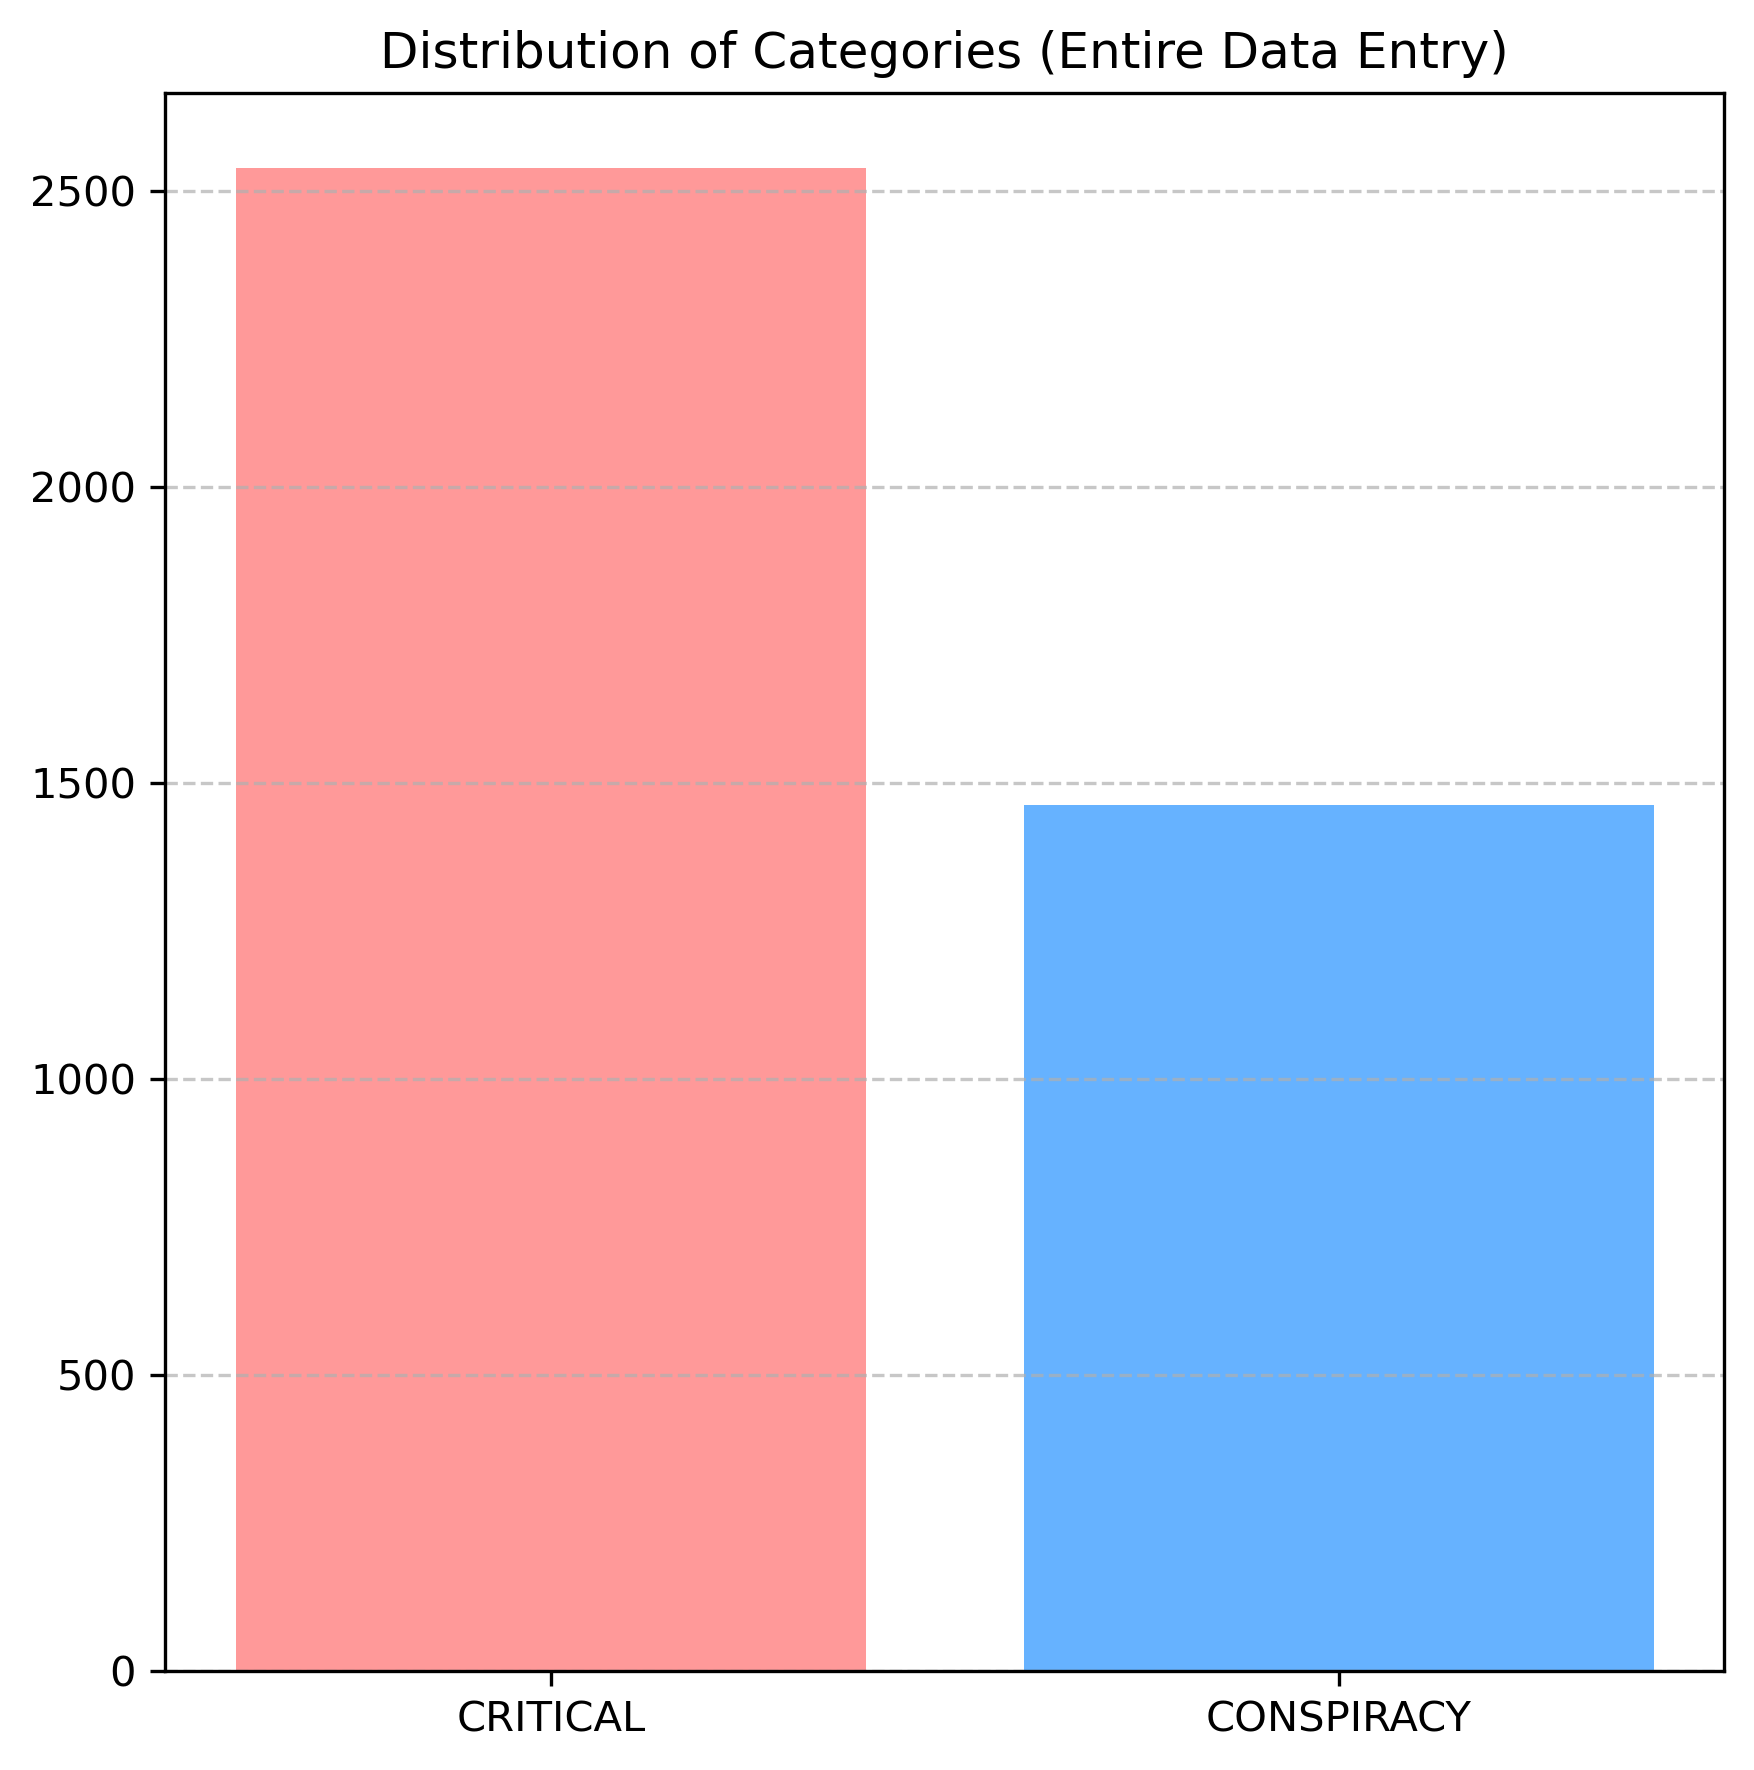 Distribution of Categories (Entire Data Entry)
2500
2000
1500
1000
500
0
CRITICAL
CONSPIRACY